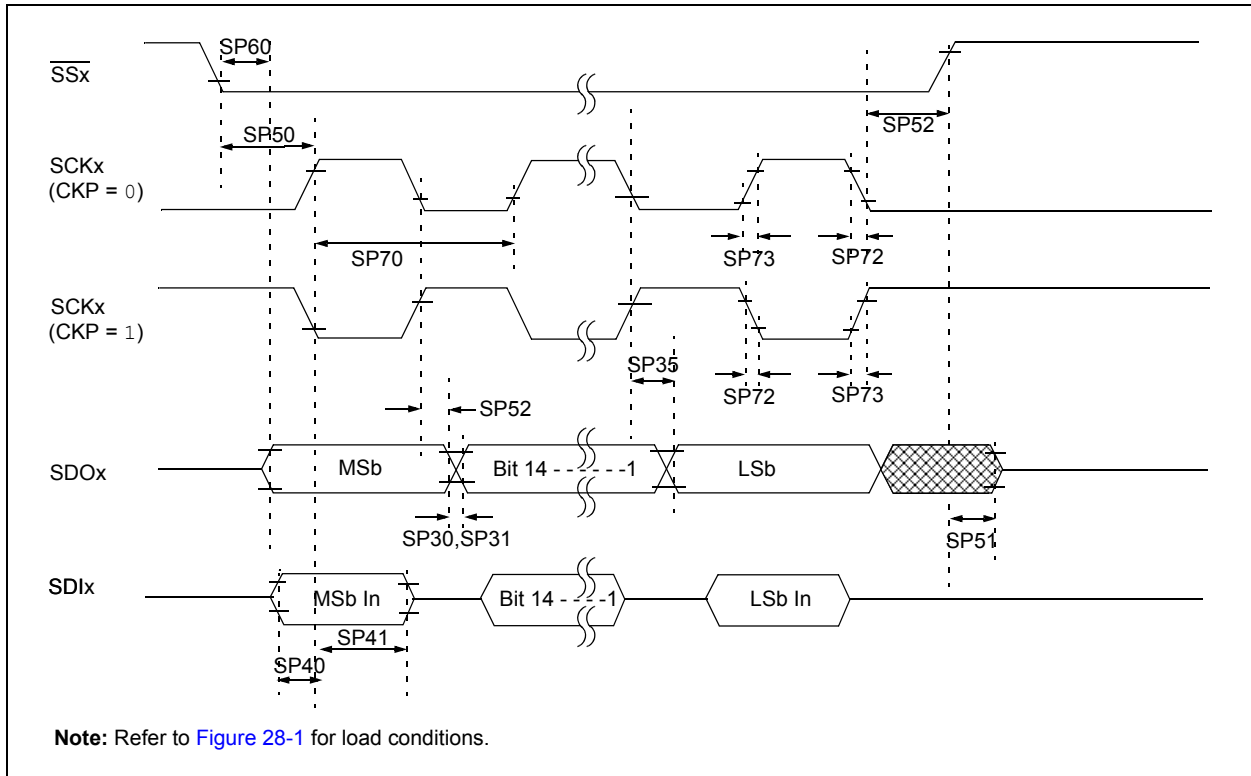 SP60
SSx
SP50
SP52
SCKx
(CKP = 0)
SP70
SP73
SP72
SCKx
(CKP = 1)
SP35
SP72
SP73
SP52
SDOx
MSb
Bit 14 - - - - - -1
LSb
SP30,SP31
SP51
SDIx
MSb In
Bit 14 - - - -1
LSb In
SP41
SP40
Note: Refer to Figure 28-1 for load conditions.